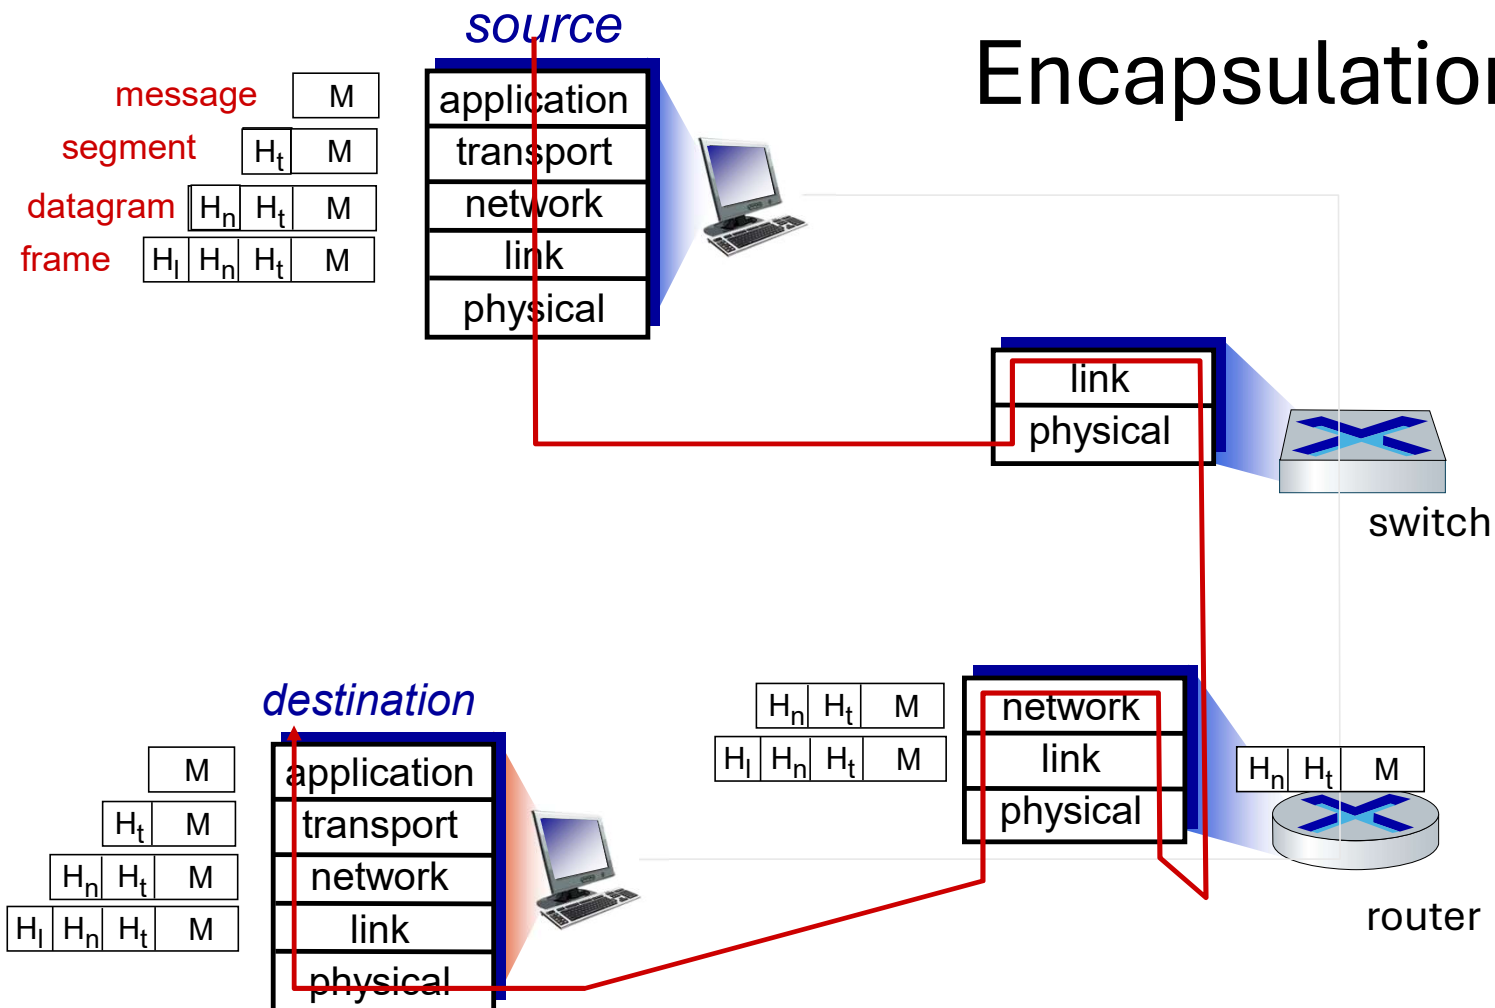 source
Encapsulation
message M
segment Ht M
datagram Hn Ht M
frame Hl Hn Ht M
application
transport
network
link
physical
link
physical
switch
destination
M
Ht M
Hn Ht M
Hl Hn Ht M
application
transport
network
link
physical
Hn Ht M
Hl Hn Ht M
network
link
physical
Hn Ht M
router